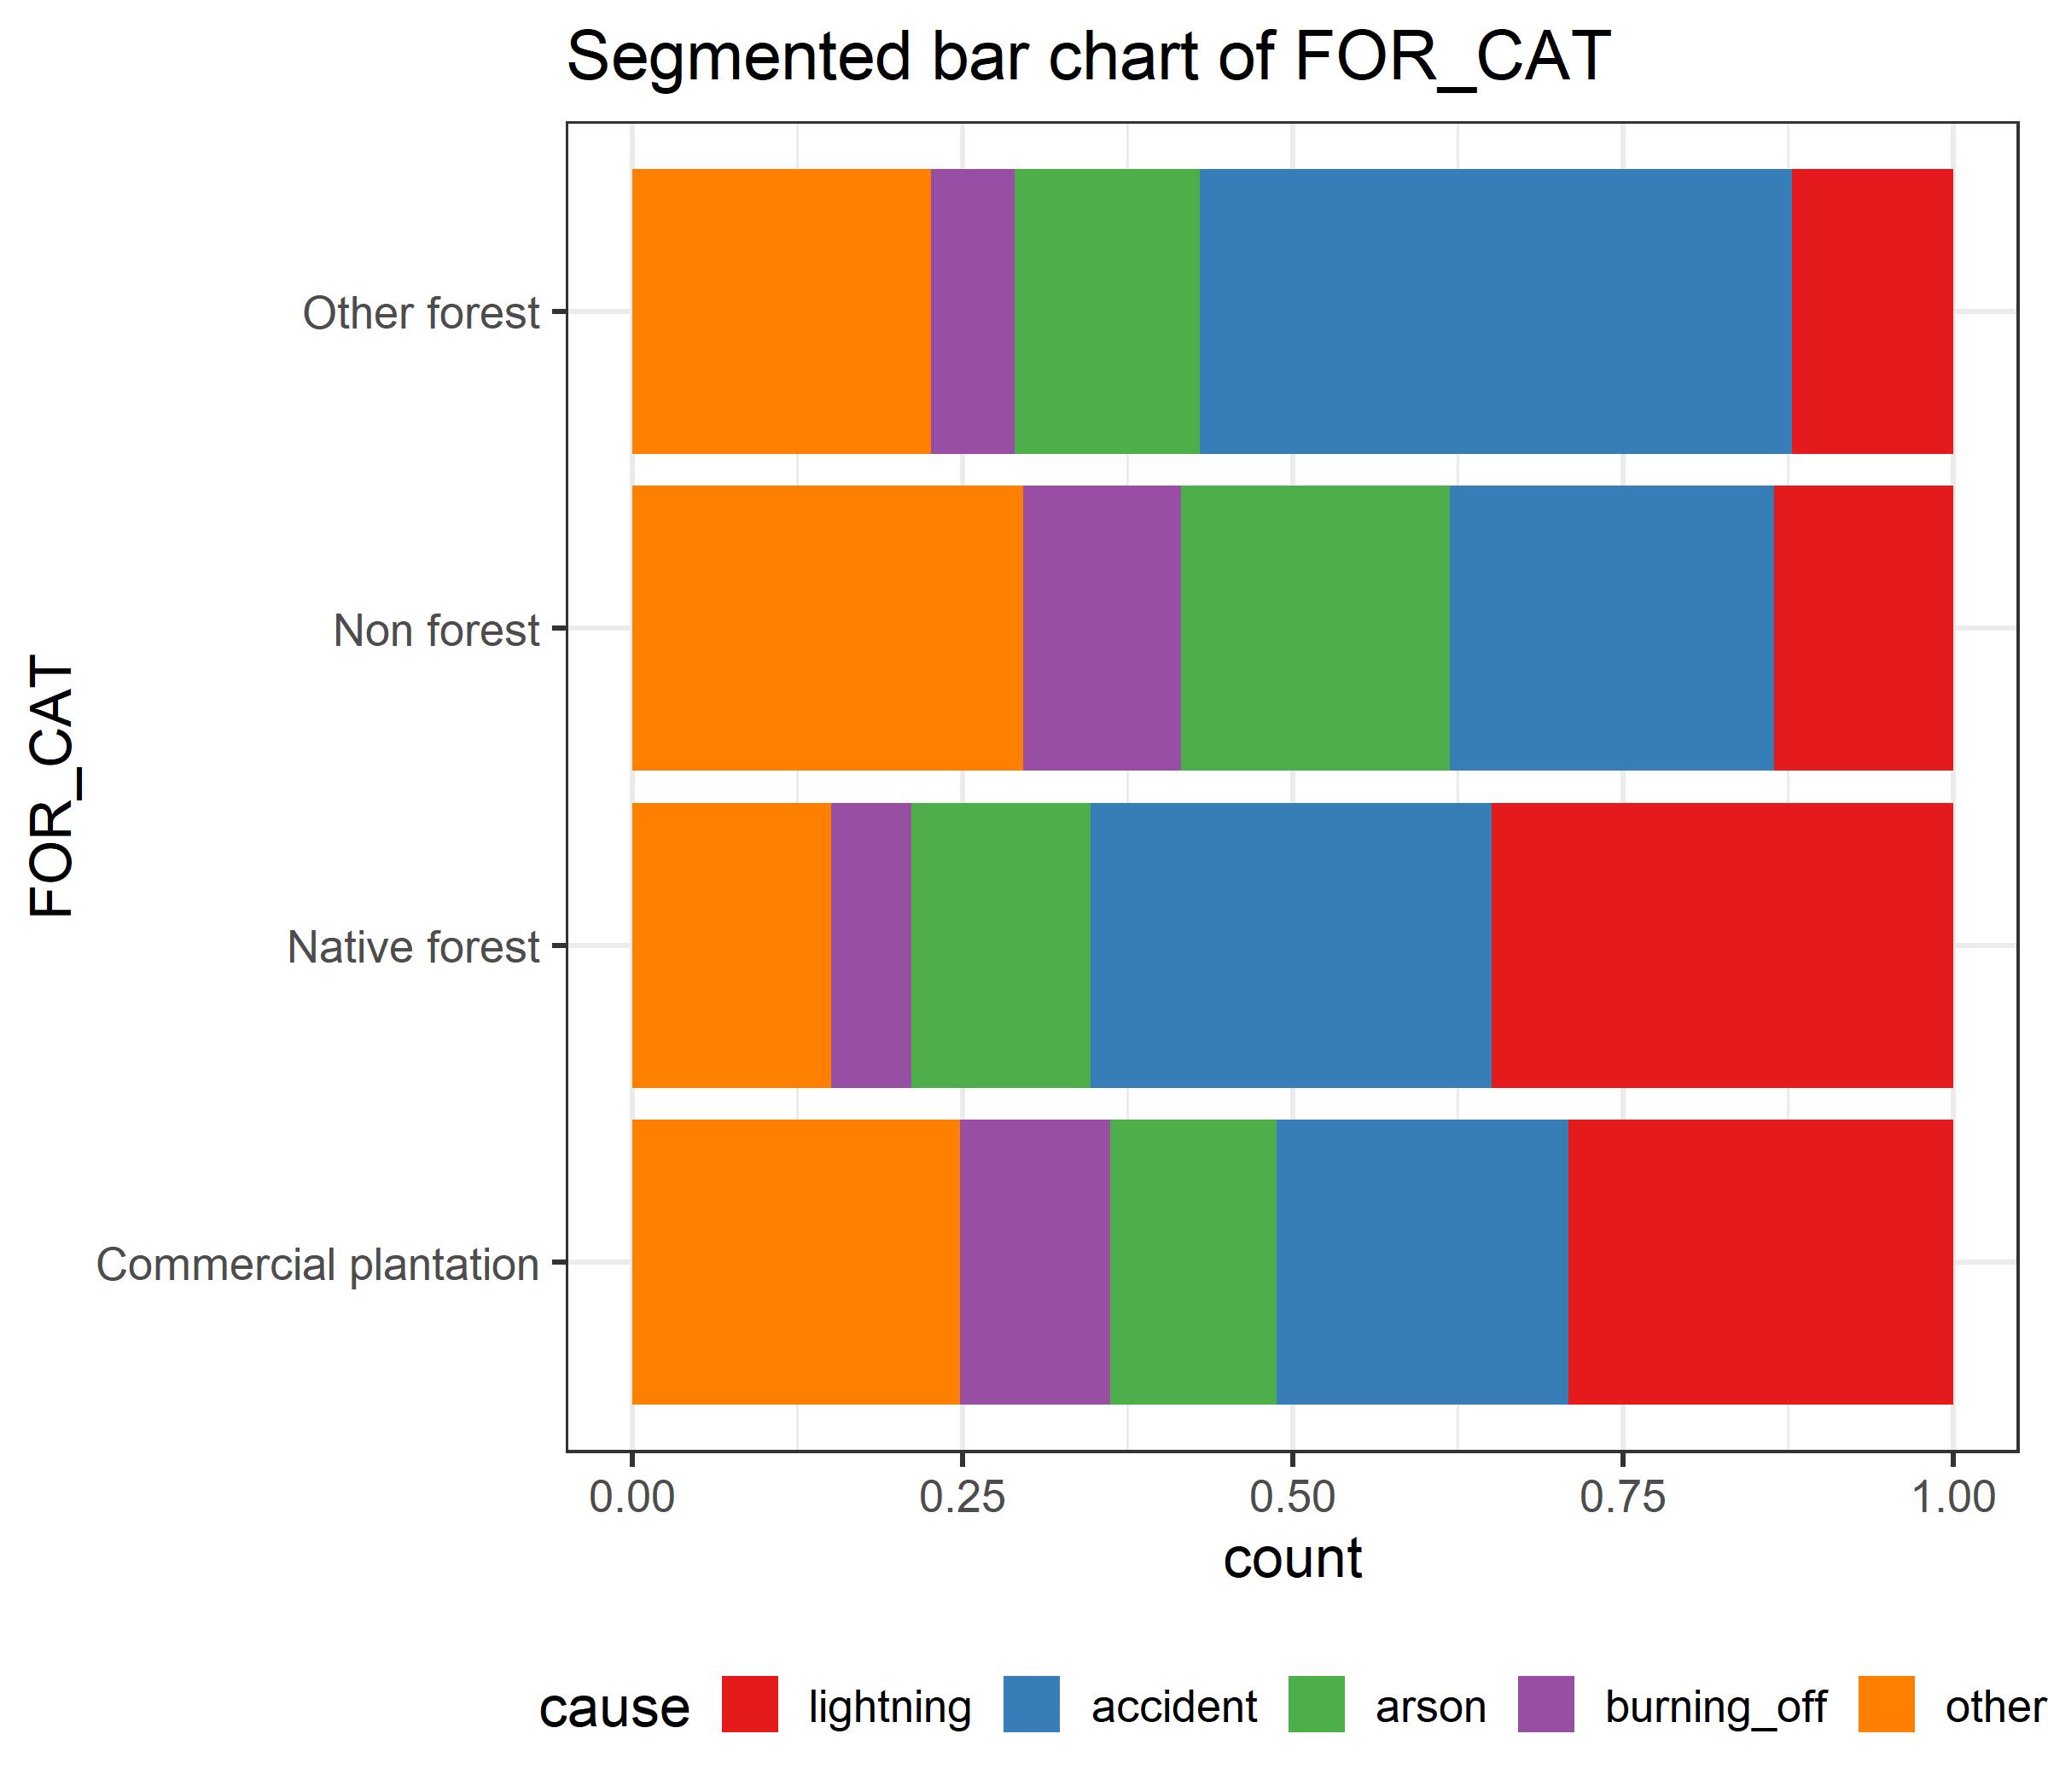 Segmented bar chart of FOR_CAT
FOR_CAT
Other forest
Non forest
Native forest
Commercial plantation
0.00 0.25 0.50 0.75 1.00
count
cause lightning accident arson burning_off other